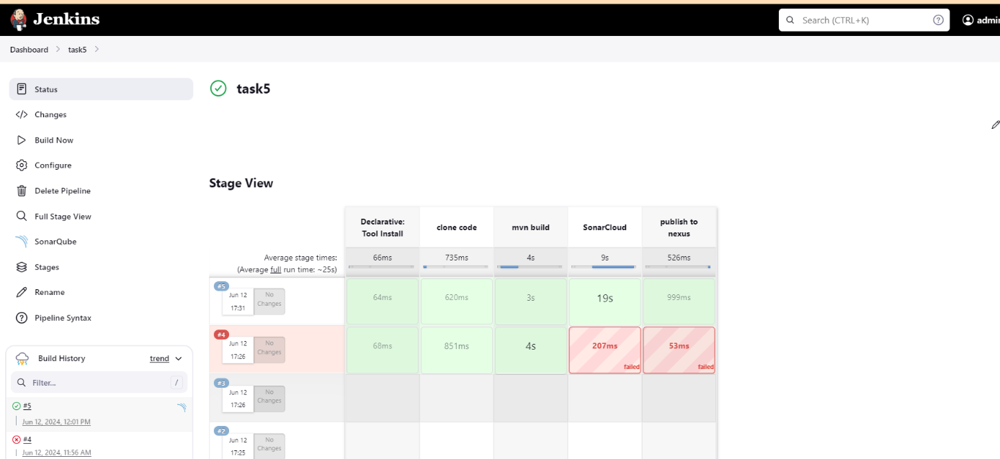 Jenkins
Search (CTRL+K)
?
Dashboard
task5
Status
Changes
Build Now
Configure
Delete Pipeline
Full Stage View
SonarQube
Stages
Rename
Pipeline Syntax
Build History
trend
Filter...
/
#5
Jun 12, 2024, 12:01 PM
#4
Jun 12, 2024, 11:56 AM
task5
Stage View
Declarative:
Tool Install
clone code
mvn build
SonarCloud
publish to
nexus
Average stage times:
(Average full run time: ~25s)
66ms
735ms
4s
9s
526ms
#5
Jun 12
17:31
No
Changes
64ms
620ms
3s
19s
999ms
#4
Jun 12
17:26
No
Changes
68ms
851ms
4s
207ms
failed
53ms
failed
#3
Jun 12
17:26
No
Changes
#2
Jun 12
17:25
No
Changes